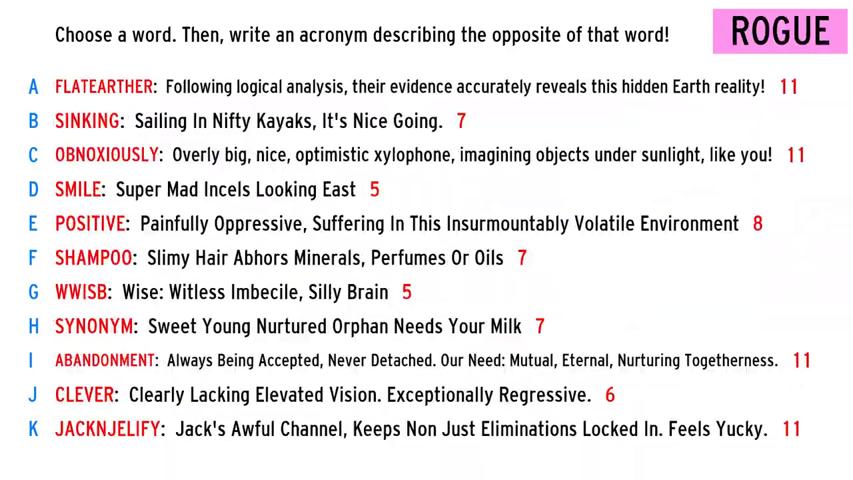 Choose a word. Then, write an acronym describing the opposite of that word!
ROGUE
A FLATEARTHER: Following logical analysis, their evidence accurately reveals this hidden Earth reality! 11
B SINKING: Sailing In Nifty Kayaks, It's Nice Going. 7
C OBNOXIOUSLY: Overly big, nice, optimistic xylophone, imagining objects under sunlight, like you! 11
D SMILE: Super Mad Incels Looking East 5
E POSITIVE: Painfully Oppressive, Suffering In This Insurmountably Volatile Environment 8
F SHAMPOO: Slimy Hair Abhors Minerals, Perfumes Or Oils 7
G WWISB: Wise: Witless Imbecile, Silly Brain 5
H SYNONYM: Sweet Young Nurtured Orphan Needs Your Milk 7
I ABANDONMENT: Always Being Accepted, Never Detached. Our Need: Mutual, Eternal, Nurturing Togetherness. 11
J CLEVER: Clearly Lacking Elevated Vision. Exceptionally Regressive. 6
K JACKNJELIFY: Jack's Awful Channel, Keeps Non Just Eliminations Locked In. Feels Yucky. 11